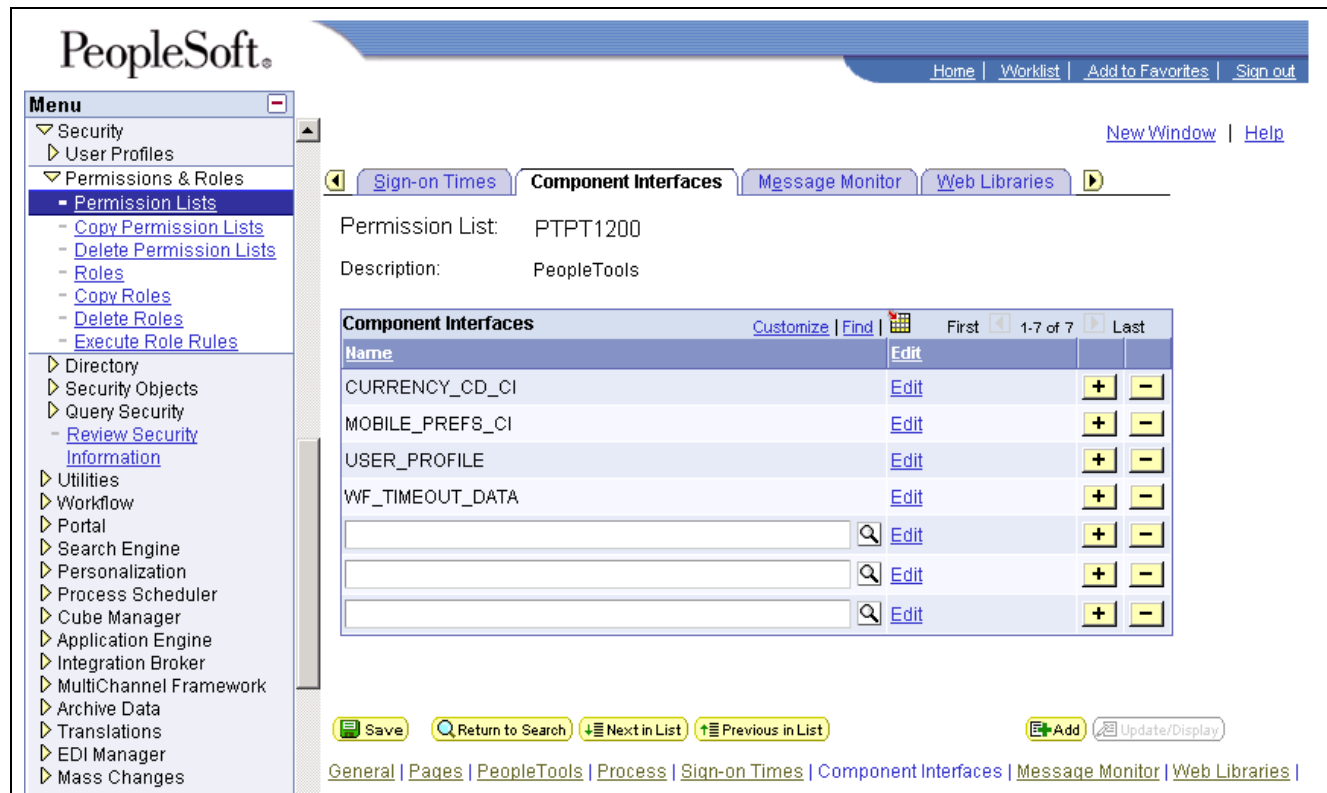 PeopleSoft®
Home | Worklist | Add to Favorites | Sign out
Menu
Security
User Profiles
Permissions & Roles
Permission Lists
Copy Permission Lists
Delete Permission Lists
Roles
Copy Roles
Delete Roles
Execute Role Rules
Directory
Security Objects
Query Security
Review Security
Information
Utilities
Workflow
Portal
Search Engine
Personalization
Process Scheduler
Cube Manager
Application Engine
Integration Broker
MultiChannel Framework
Archive Data
Translations
EDI Manager
Mass Changes
New Window | Help
Sign-on Times Component Interfaces Message Monitor Web Libraries
Permission List: PTPT1200
Description: PeopleTools
Component Interfaces Customize | Find | First 1-7 of 7 Last
Name Edit
CURRENCY_CD_CI Edit + -
MOBILE_PREFS_CI Edit + -
USER_PROFILE Edit + -
WF_TIMEOUT_DATA Edit + -
Edit + -
Edit + -
Edit + -
Save Return to Search Next in List Previous in List Add Update/Display
General | Pages | PeopleTools | Process | Sign-on Times | Component Interfaces | Message Monitor | Web Libraries |